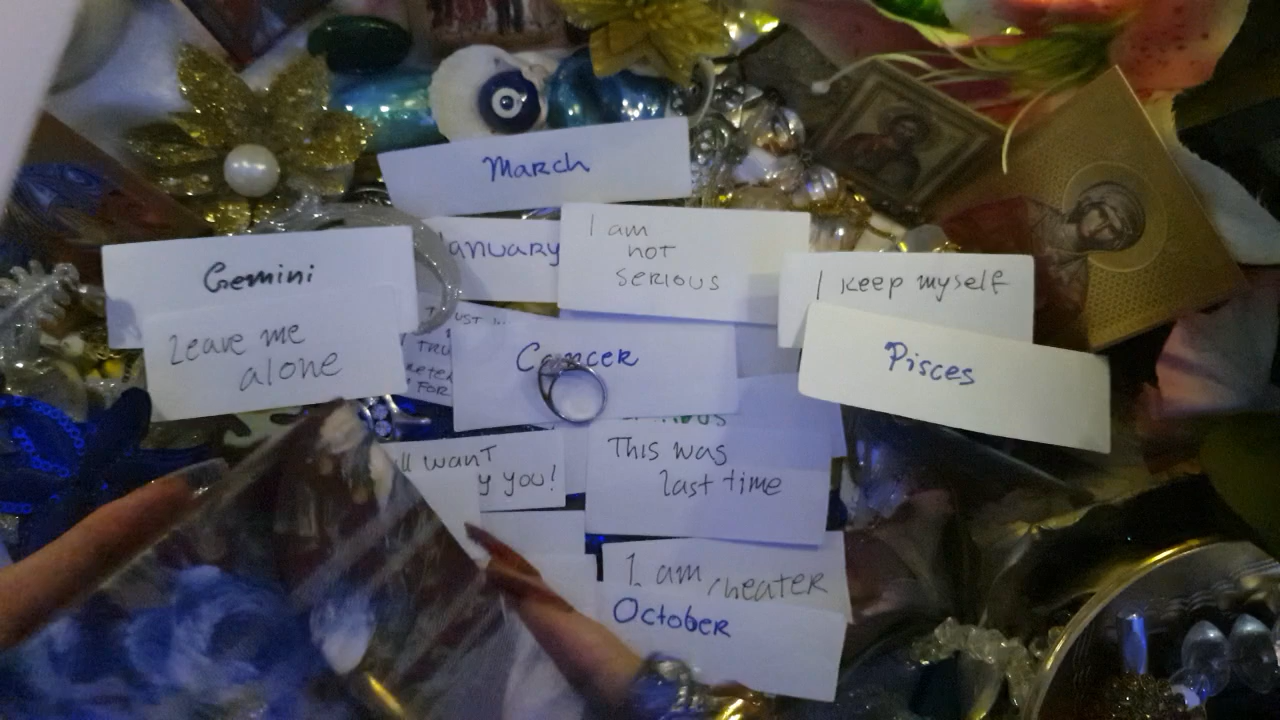 March
January
I am
not
serious
Gemini
I keep myself
Leave me
alone
Cancer
Pisces
This was
last time
want
you!
I am cheater
October